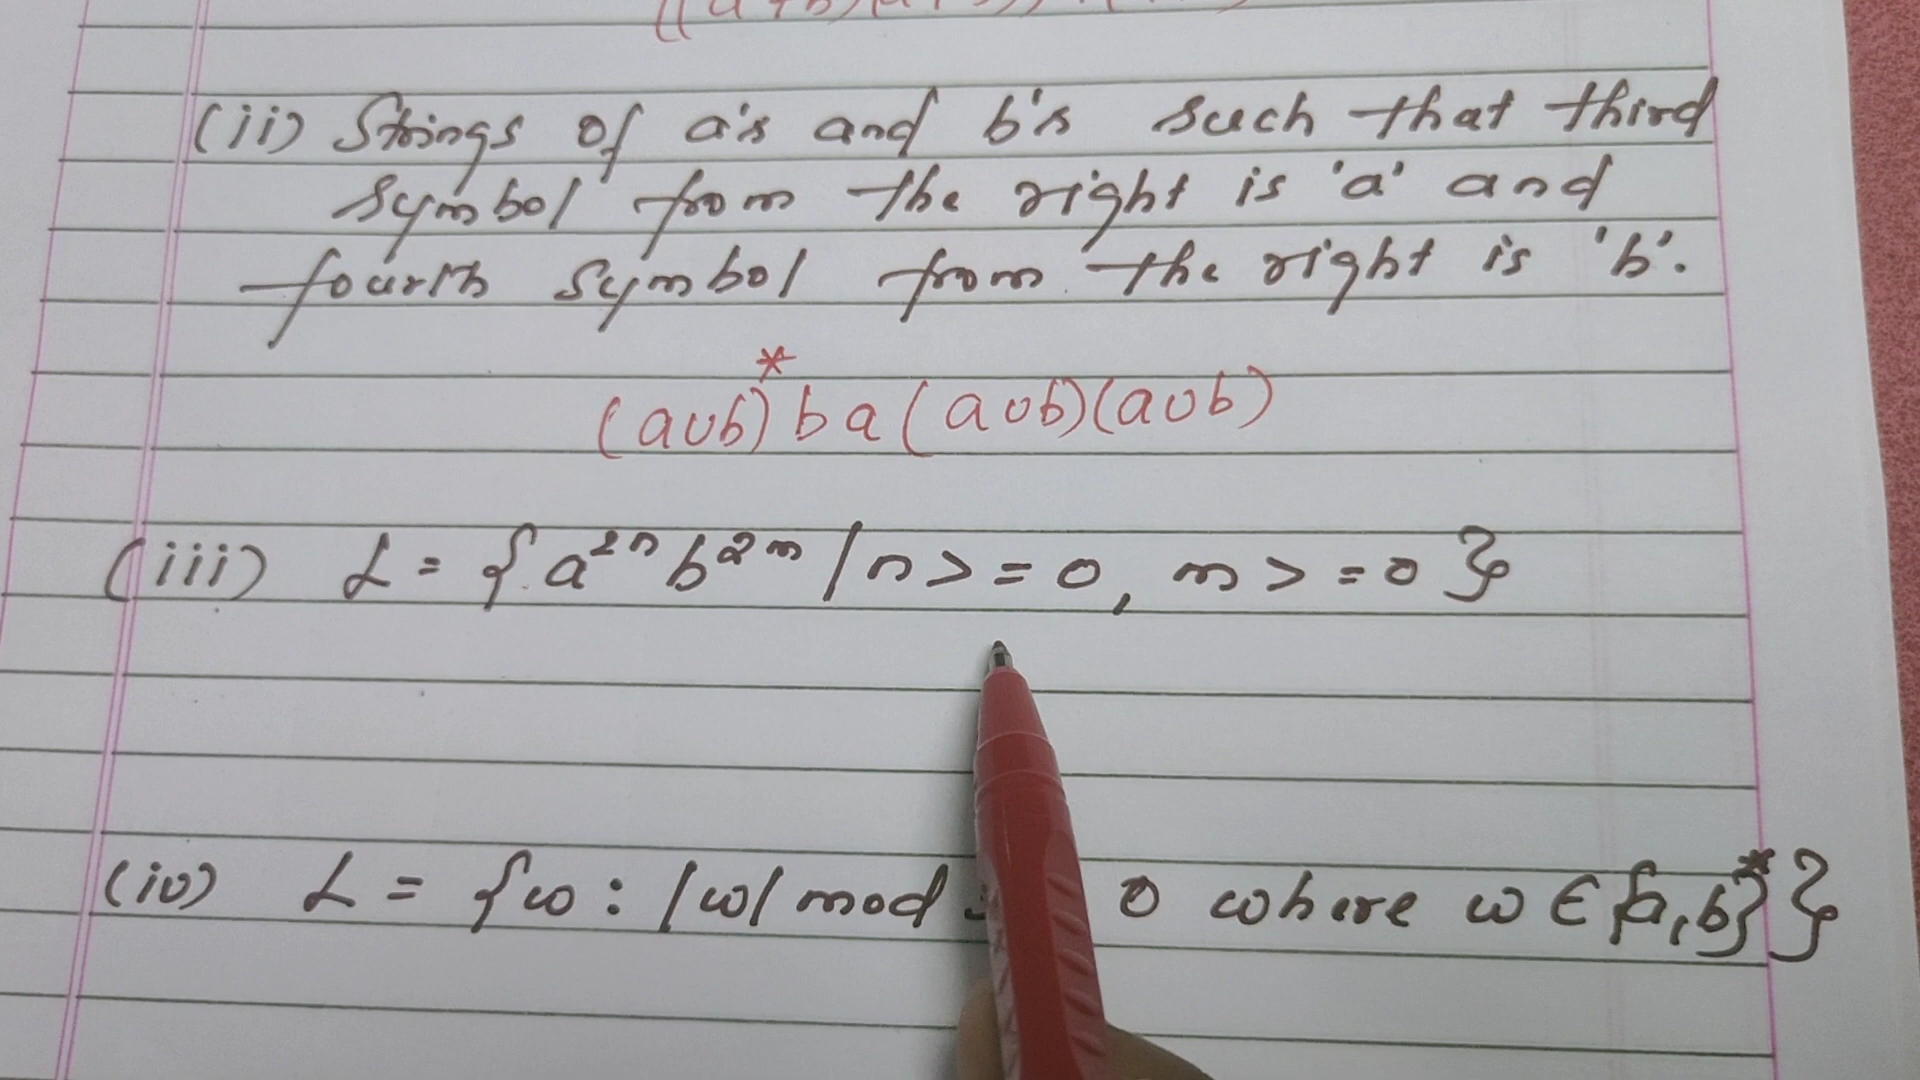 (ii) Strings of a's and b's such that third
symbol from the right is 'a' and
fourth symbol from the right is 'b'.
(a∪b)* b a (a∪b)(a∪b)
(iii) L = { a^2n b^2m / n >= 0, m >= 0 }
(iv) L = { w : |w| mod 0 where w ∈ {a,b}* }